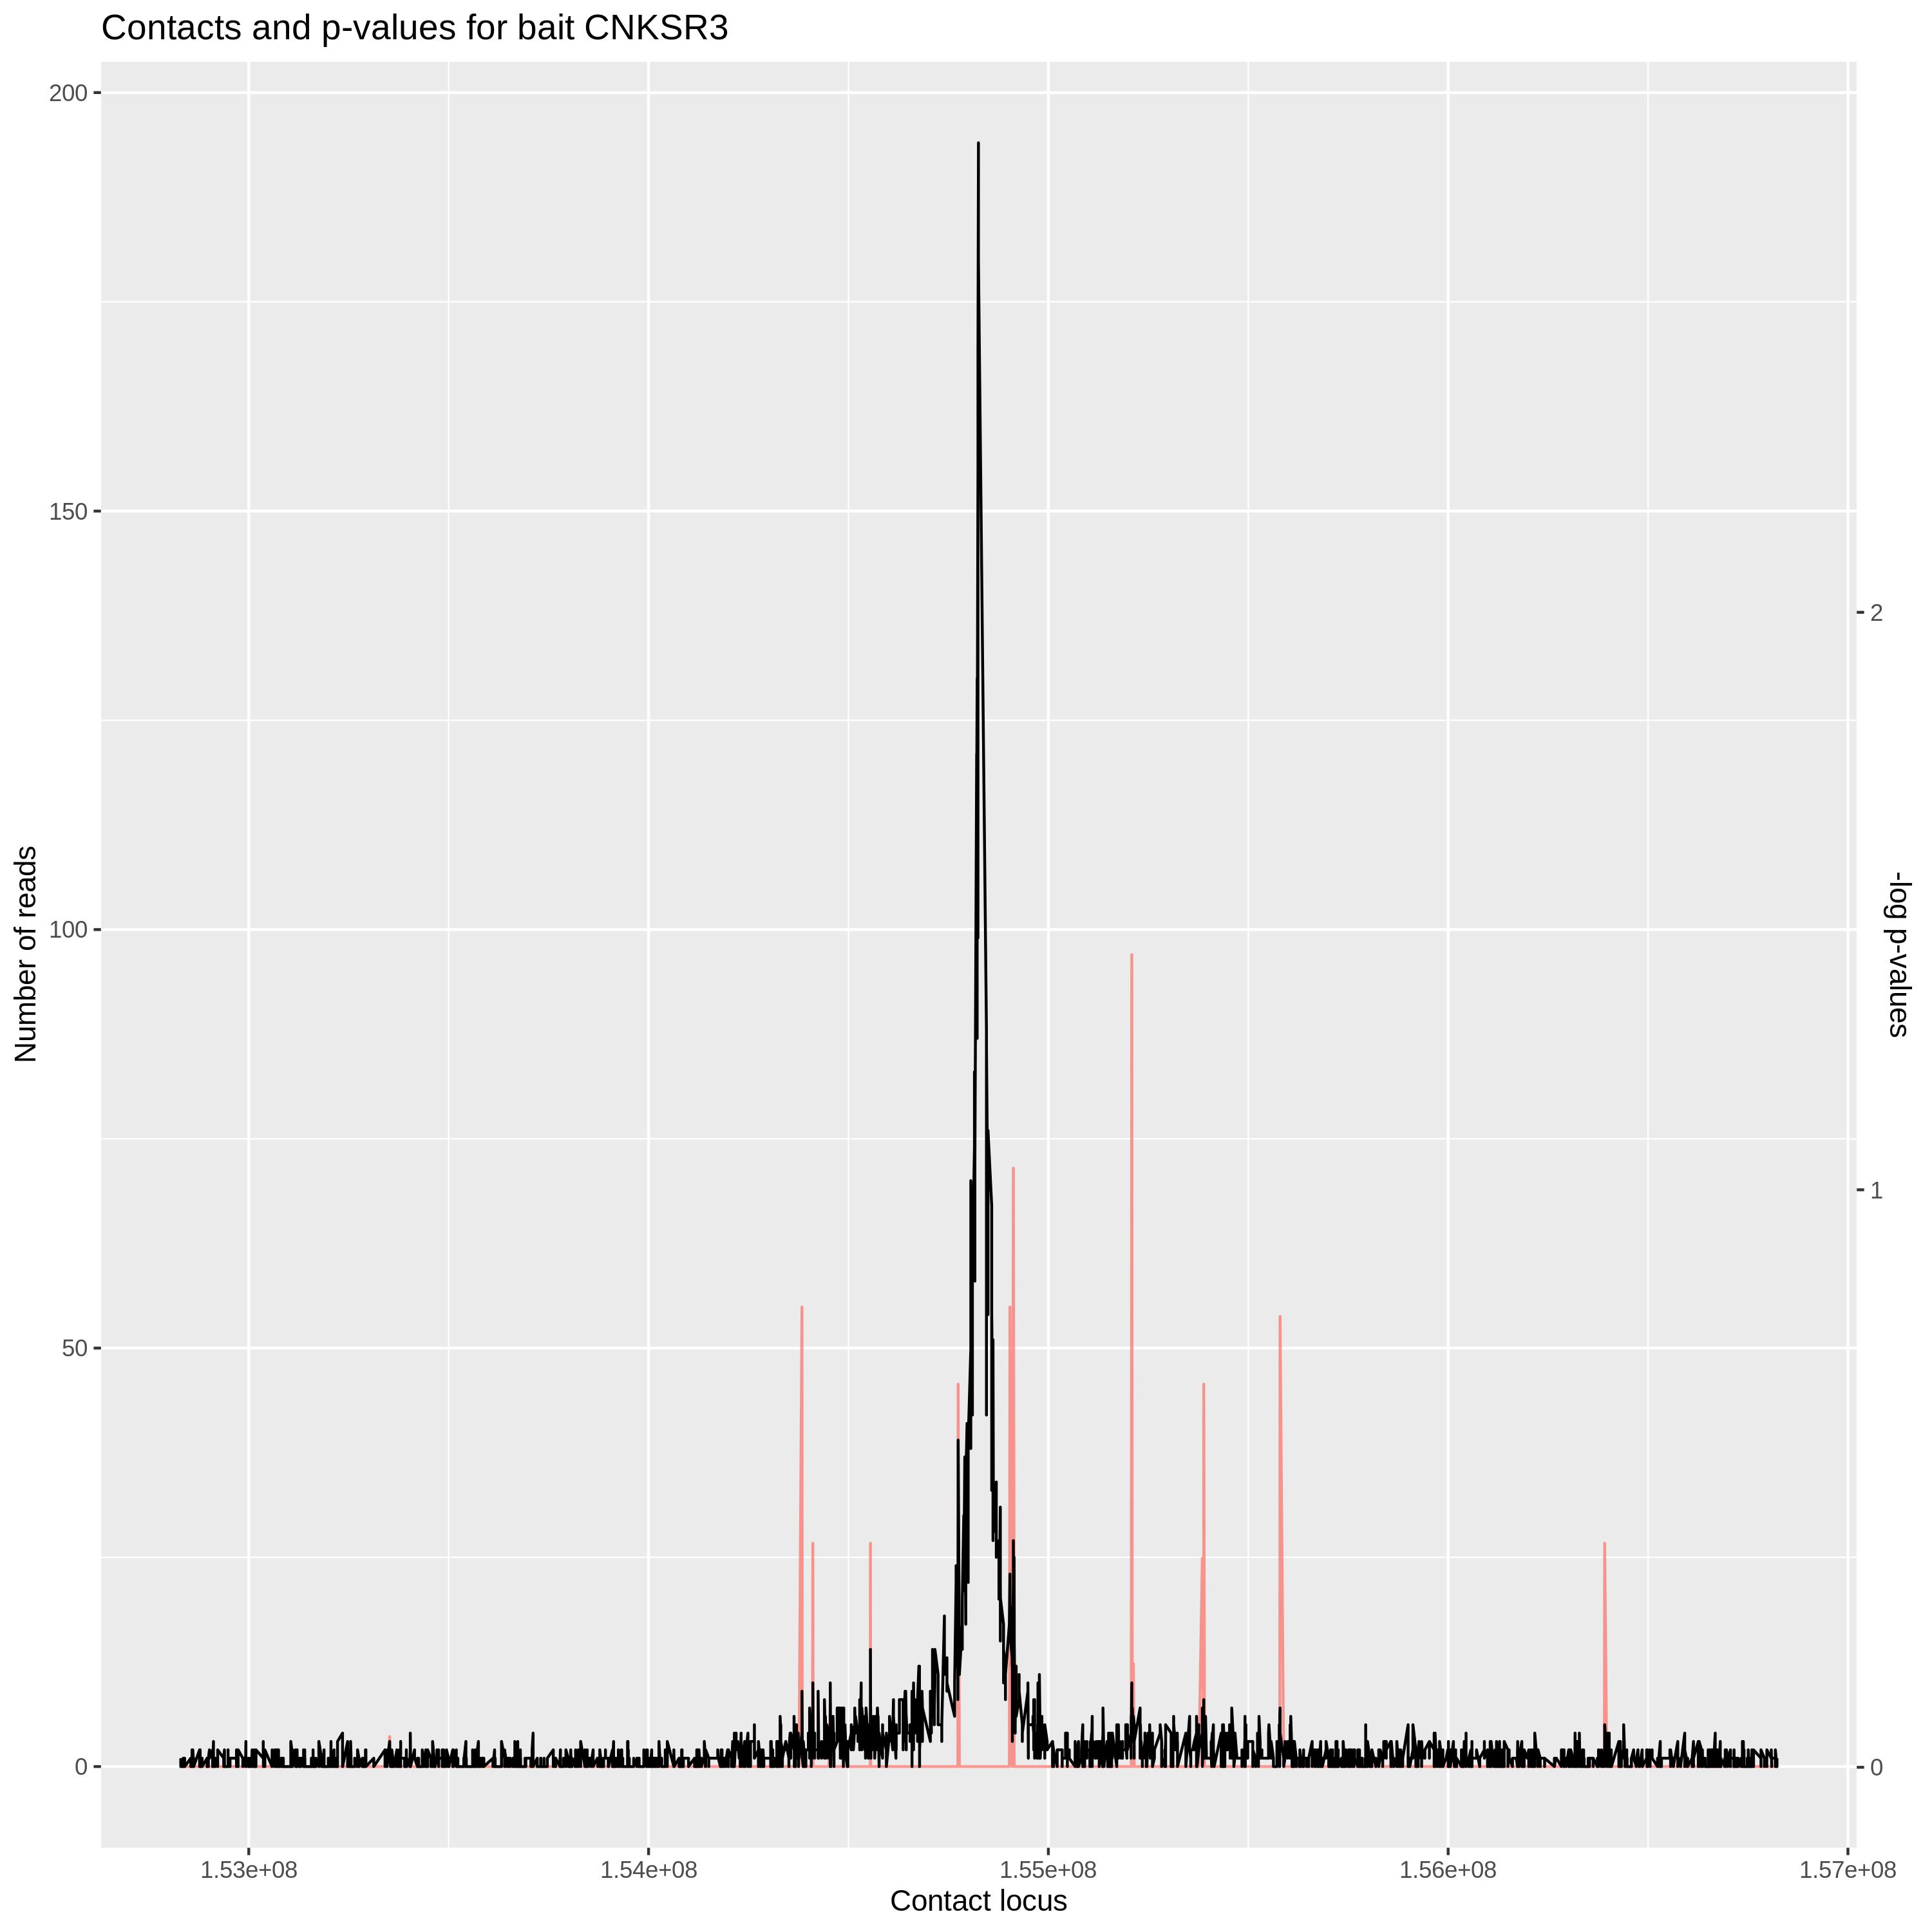 Contacts and p-values for bait CNKSR3
200
150
100
50
0
Number of reads
2
1
0
-log p-values
1.53e+08
1.54e+08
1.55e+08
1.56e+08
1.57e+08
Contact locus